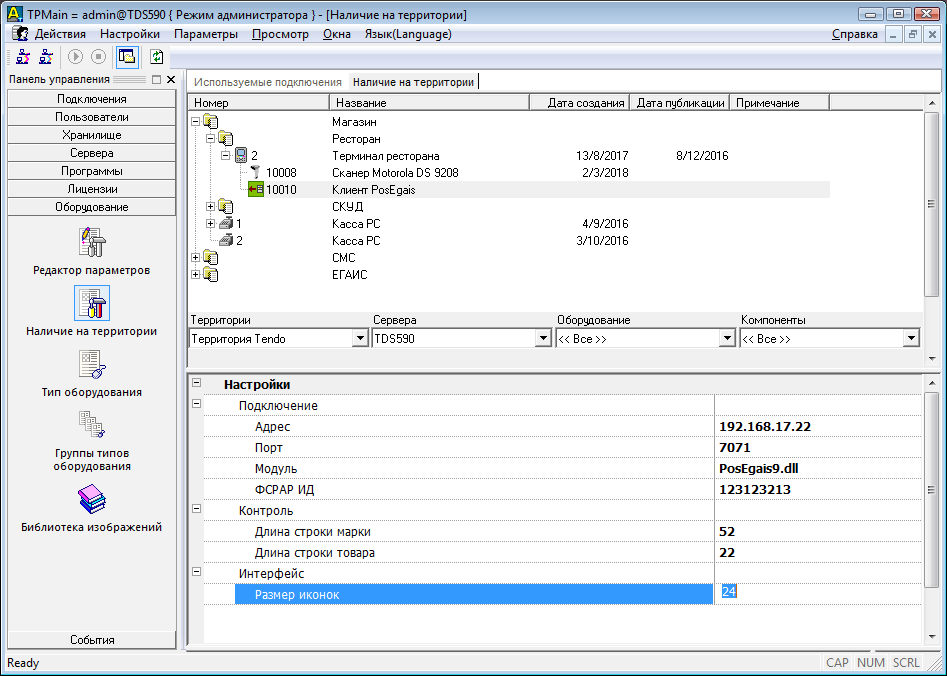 TPMain = admin@TDS590 { Режим администратора } - [Наличие на территории]
Действия Настройки Параметры Просмотр Окна Язык(Language) Справка
Панель управления
Подключения
Пользователи
Хранилище
Сервера
Программы
Лицензии
Оборудование
Редактор параметров
Наличие на территории
Тип оборудования
Группы типов
оборудования
Библиотека изображений
События
Используемые подключения Наличие на территории
Номер Название Дата создания Дата публикации Примечание
Магазин
Ресторан
2 Терминал ресторана 13/8/2017 8/12/2016
10008 Сканер Motorola DS 9208 2/3/2018
10010 Клиент PosEgais
СКУД
1 Касса PC 4/9/2016
2 Касса PC 3/10/2016
СМС
ЕГАИС
Территории Сервера Оборудование Компоненты
Территория Tendo TDS590 << Все >> << Все >>
Настройки
Подключение
Адрес 192.168.17.22
Порт 7071
Модуль PosEgais9.dll
ФСРАР ИД 123123213
Контроль
Длина строки марки 52
Длина строки товара 22
Интерфейс
Размер иконок 24
Ready CAP NUM SCRL